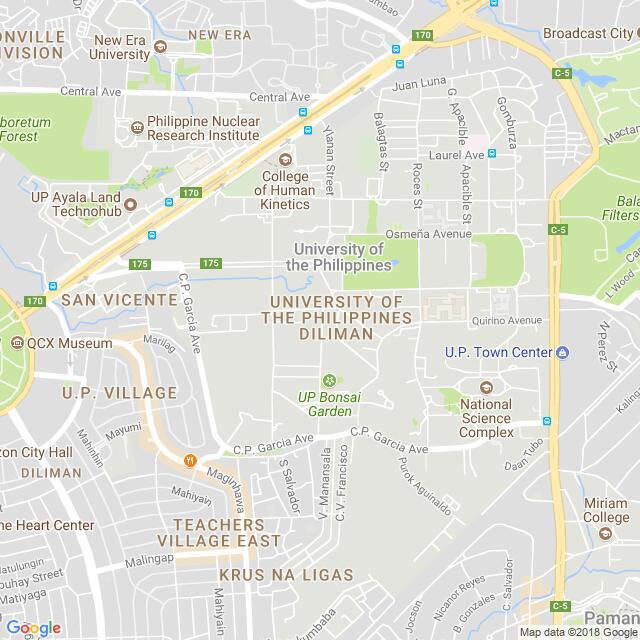 ONVILLE
DIVISION
New Era
University
NEW ERA
170
Broadcast City
C-5
Central Ave
Central Ave
Juan Luna
G. Apacible
Gomburza
boretum
Forest
Philippine Nuclear
Research Institute
Ylanan Street
Balagtas St
Mactan
College
of Human
Kinetics
Laurel Ave
Roces St
Apacible St
UP Ayala Land
Technohub
170
Bala
Filters
C-5
Osmeña Avenue
University of
the Philippines
175
175
L Wood
170
SAN VICENTE
C.P. Garcia Ave
UNIVERSITY OF
THE PHILIPPINES
DILIMAN
Quirino Avenue
N Perez St
QCX Museum
Marilag
U.P. Town Center
U.P. VILLAGE
UP Bonsai
Garden
National
Science
Complex
Mayumi
Mahinhin
zon City Hall
DILIMAN
C.P. Garcia Ave
C.P. Garcia Ave
Daan Tubo
Maginhawa
Mahiyain
S Salvador
V. Manansala
C.V. Francisco
Purok Aguinaldo
Miriam
College
he Heart Center
TEACHERS
VILLAGE EAST
Malingap
KRUS NA LIGAS
Matulungin
ouhay Street
Matiyaga
Mahiyain
Kumbaba
Jocson
Nicanor Reyes
B Gonzales
C. Salvador
C-5
Paman
Google
Map data ©2018 Google